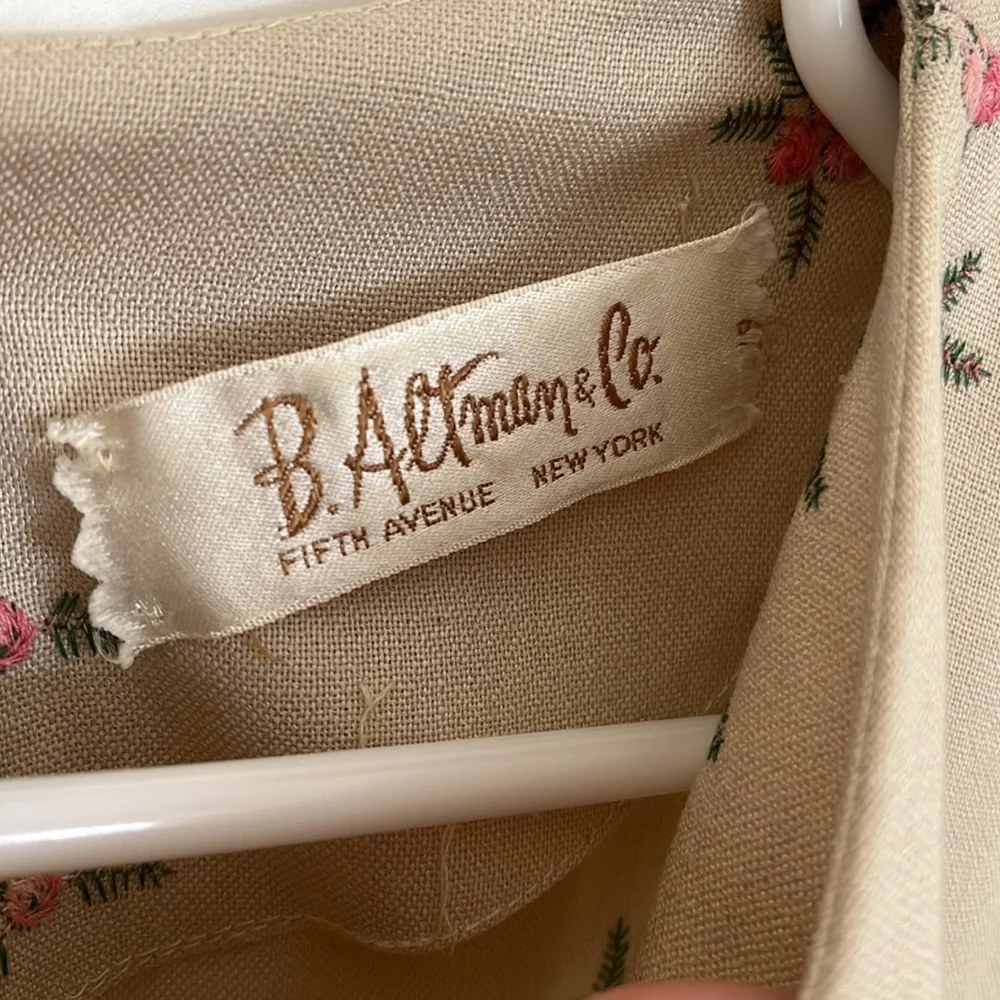 B. Altman & Co.
FIFTH AVENUE NEW YORK